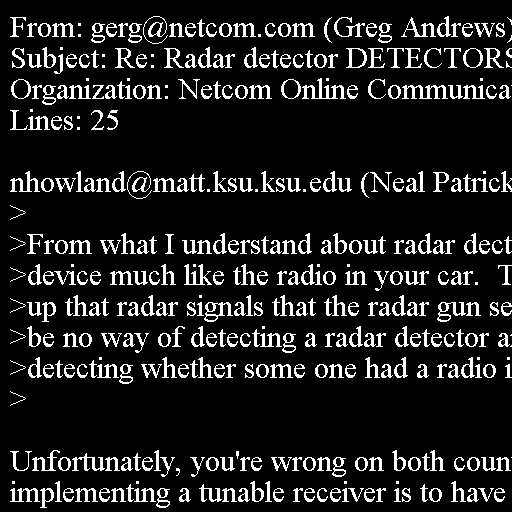 From: gerg@netcom.com (Greg Andrews)
Subject: Re: Radar detector DETECTORS
Organization: Netcom Online Communica
Lines: 25

nhowland@matt.ksu.ksu.edu (Neal Patrick
>
>From what I understand about radar dect
>device much like the radio in your car.  T
>up that radar signals that the radar gun se
>be no way of detecting a radar detector a
>detecting whether some one had a radio i
>

Unfortunately, you're wrong on both coun
implementing a tunable receiver is to have